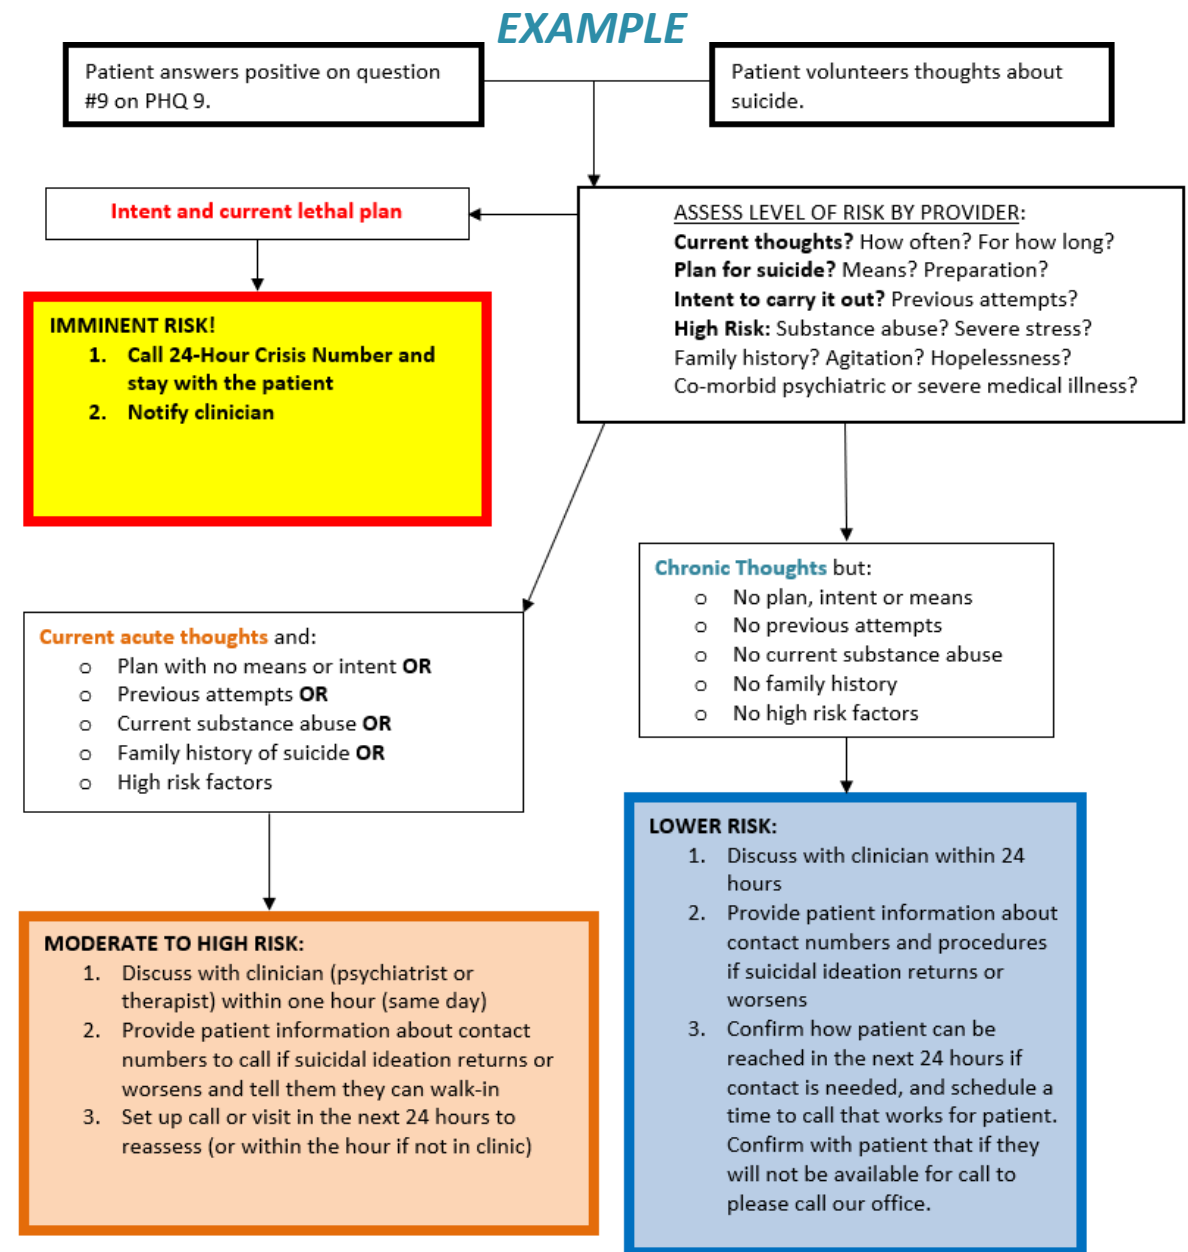 EXAMPLE
Patient answers positive on question
#9 on PHQ 9.
Patient volunteers thoughts about
suicide.
Intent and current lethal plan
ASSESS LEVEL OF RISK BY PROVIDER:
Current thoughts? How often? For how long?
Plan for suicide? Means? Preparation?
Intent to carry it out? Previous attempts?
High Risk: Substance abuse? Severe stress?
Family history? Agitation? Hopelessness?
Co-morbid psychiatric or severe medical illness?
IMMINENT RISK!
1. Call 24-Hour Crisis Number and
stay with the patient
2. Notify clinician
Current acute thoughts and:
o Plan with no means or intent OR
o Previous attempts OR
o Current substance abuse OR
o Family history of suicide OR
o High risk factors
Chronic Thoughts but:
o No plan, intent or means
o No previous attempts
o No current substance abuse
o No family history
o No high risk factors
MODERATE TO HIGH RISK:
1. Discuss with clinician (psychiatrist or
therapist) within one hour (same day)
2. Provide patient information about contact
numbers to call if suicidal ideation returns or
worsens and tell them they can walk-in
3. Set up call or visit in the next 24 hours to
reassess (or within the hour if not in clinic)
LOWER RISK:
1. Discuss with clinician within 24
hours
2. Provide patient information about
contact numbers and procedures
if suicidal ideation returns or
worsens
3. Confirm how patient can be
reached in the next 24 hours if
contact is needed, and schedule a
time to call that works for patient.
Confirm with patient that if they
will not be available for call to
please call our office.